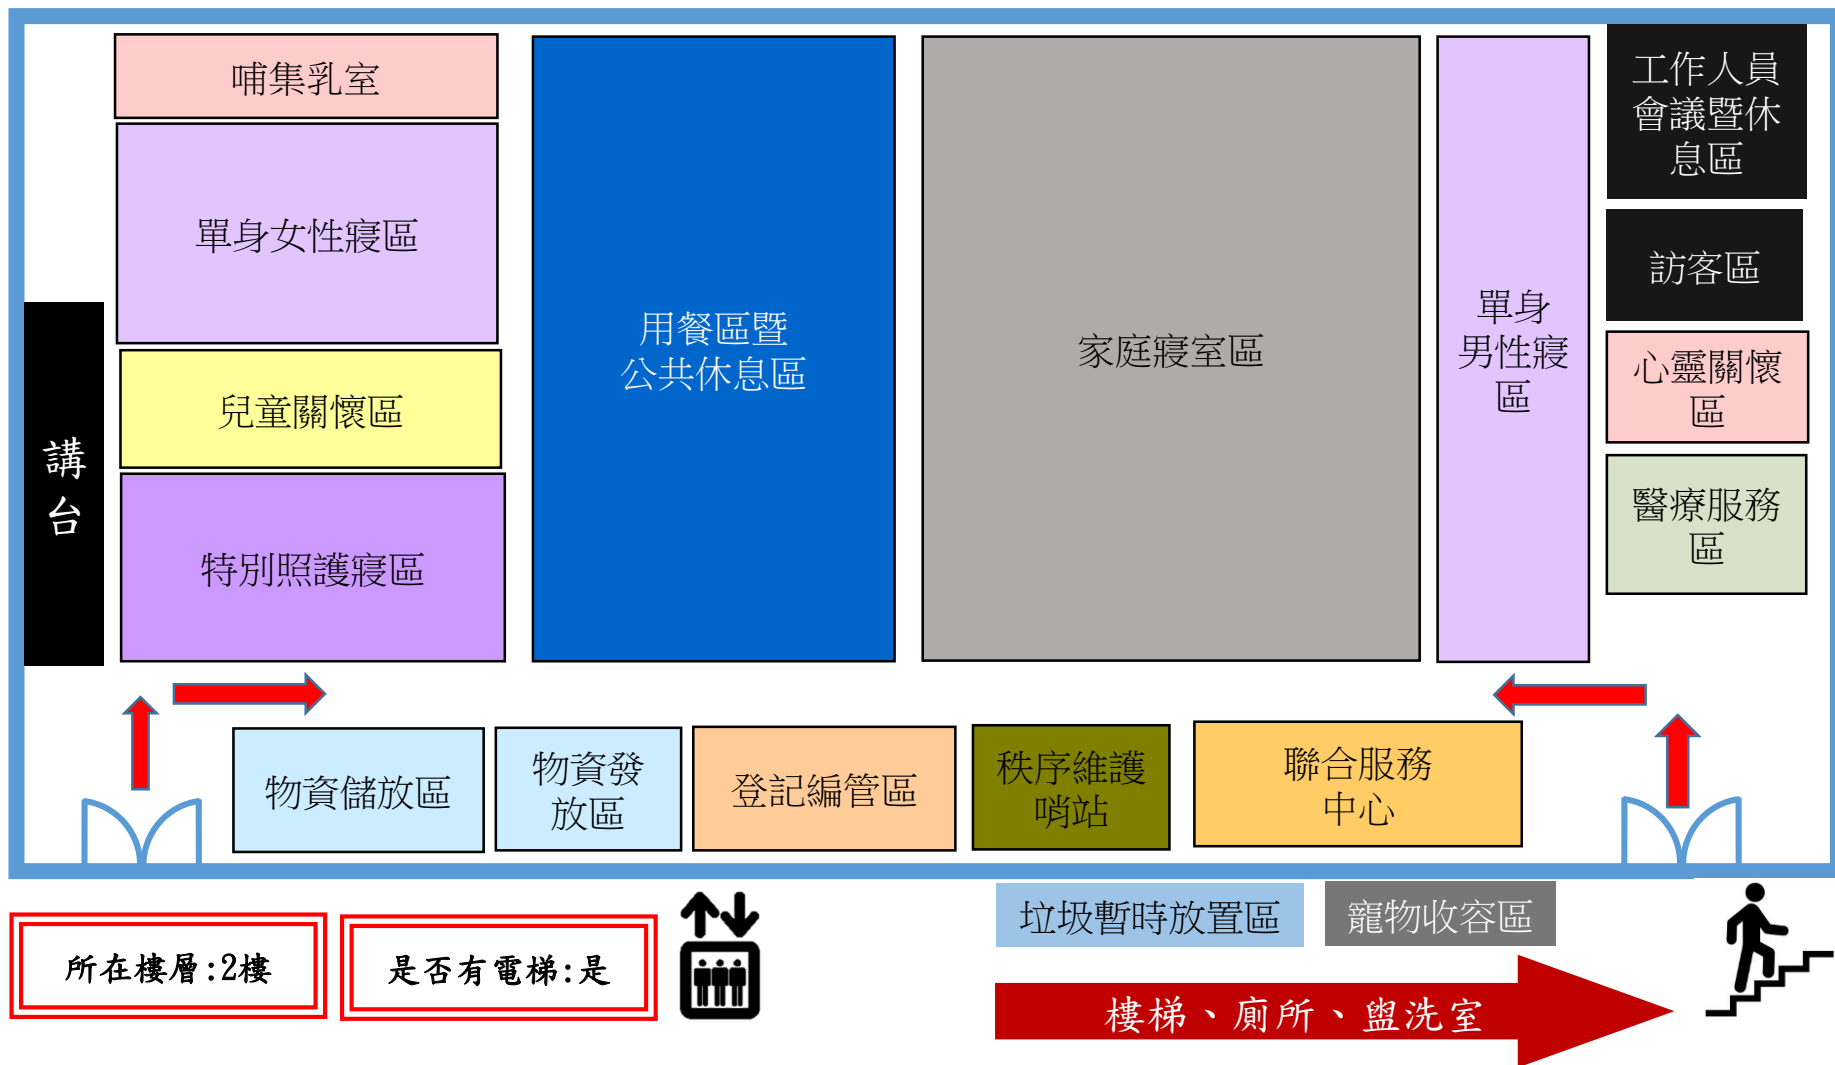 哺集乳室
單身女性寢區
兒童關懷區
特別照護寢區
講
台
用餐區暨
公共休息區
家庭寢室區
單身
男性寢
區
工作人員
會議暨休
息區
訪客區
心靈關懷
區
醫療服務
區
物資儲放區
物資發
放區
登記編管區
秩序維護
哨站
聯合服務
中心
垃圾暫時放置區
寵物收容區
所在樓層:2樓
是否有電梯:是
樓梯、廁所、盥洗室